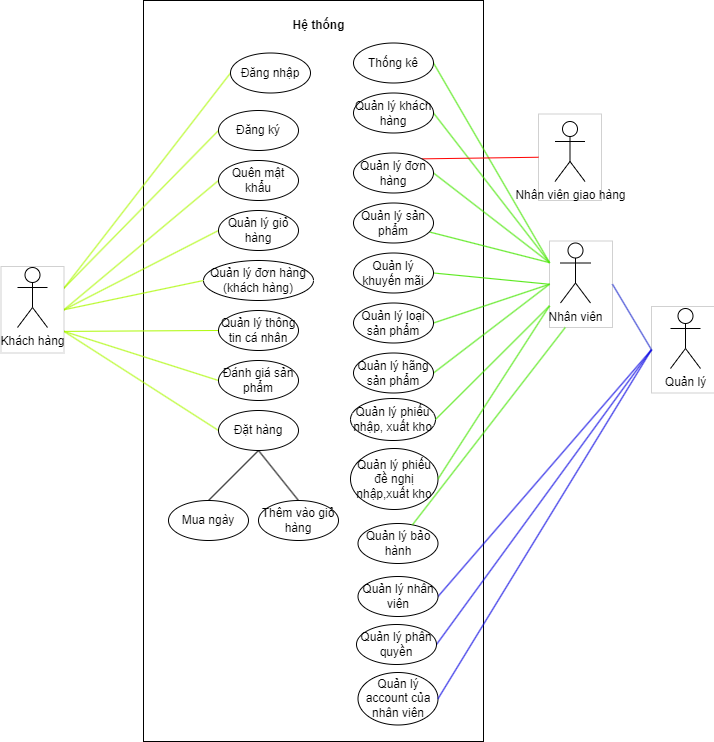 Hệ thống
Đăng nhập
Đăng ký
Quên mật
khẩu
Quản lý giỏ
hàng
Quản lý đơn hàng
(khách hàng)
Quản lý thông
tin cá nhân
Đánh giá sản
phẩm
Đặt hàng
Mua ngày
Thêm vào giỏ
hàng
Khách hàng
Thống kê
Quản lý khách
hàng
Quản lý đơn
hàng
Quản lý sản
phẩm
Quản lý
khuyến mãi
Quản lý loại
sản phẩm
Quản lý hãng
sản phẩm
Quản lý phiếu
nhập, xuất kho
Quản lý phiếu
đề nghị
nhập,xuất kho
Quản lý bảo
hành
Quản lý nhân
viên
Quản lý phân
quyền
Quản lý
account của
nhân viên
Nhân viên giao hàng
Nhân viên
Quản lý